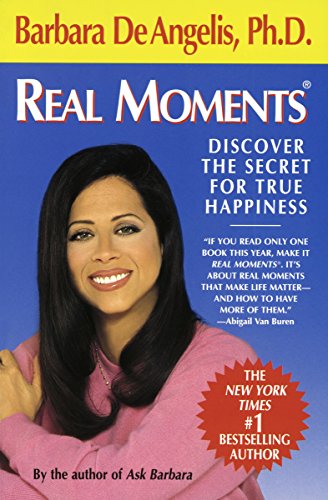 Barbara De Angelis, Ph.D.
REAL MOMENTS®
DISCOVER
THE SECRET
FOR TRUE
HAPPINESS
"IF YOU READ ONLY ONE
BOOK THIS YEAR, MAKE IT
REAL MOMENTS®. IT'S
ABOUT REAL MOMENTS
THAT MAKE LIFE MATTER—
AND HOW TO HAVE
MORE OF THEM."
—Abigail Van Buren
THE
NEW YORK
TIMES
#1
BESTSELLING
AUTHOR
By the author of Ask Barbara